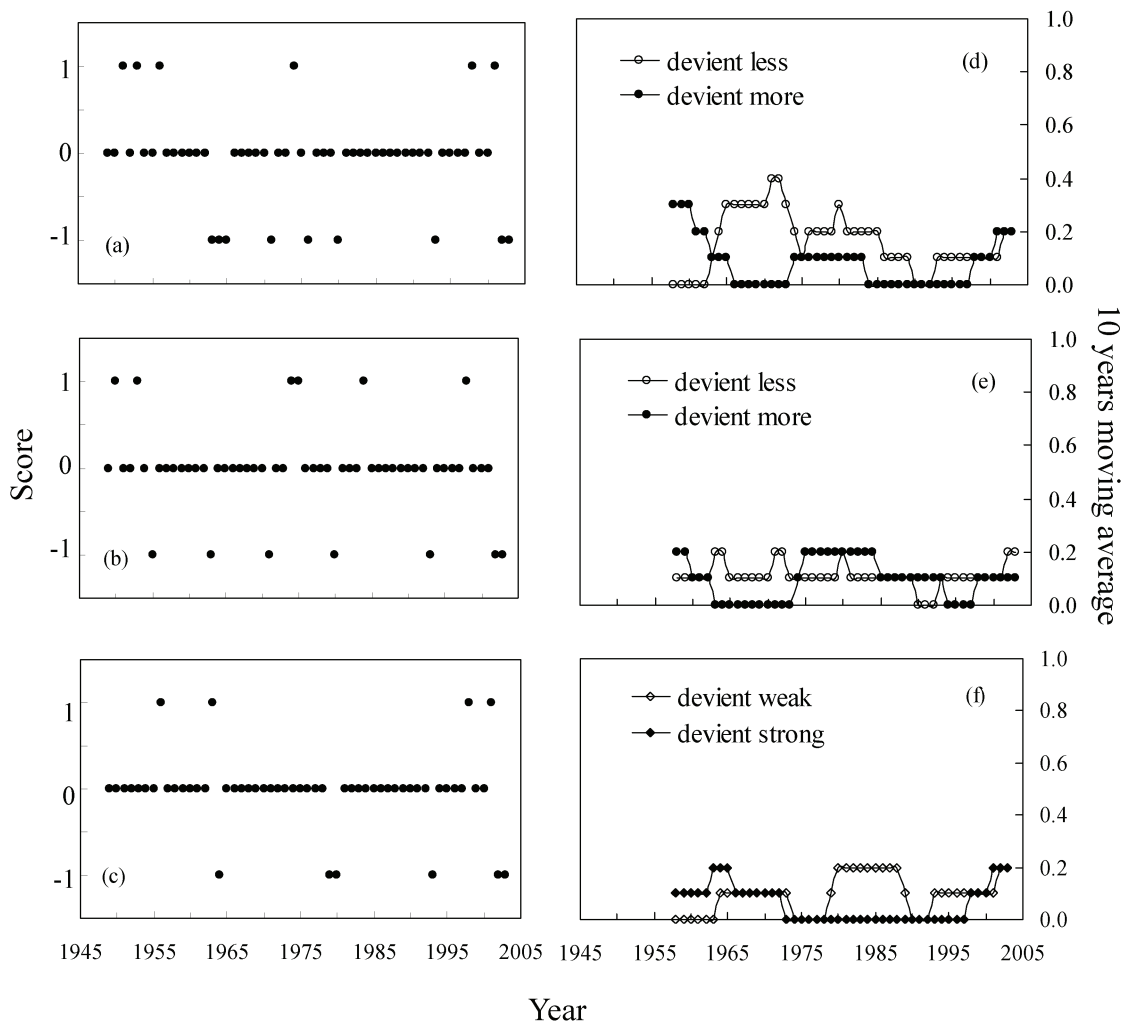 1
0
-1
(a)
devient less
devient more
(d)
1.0
0.8
0.6
0.4
0.2
0.0
Score
1
0
-1
(b)
devient less
devient more
(e)
1.0
0.8
0.6
0.4
0.2
0.0
10 years moving average
1
0
-1
(c)
devient weak
devient strong
(f)
1.0
0.8
0.6
0.4
0.2
0.0
1945 1955 1965 1975 1985 1995 2005
1945 1955 1965 1975 1985 1995 2005
Year